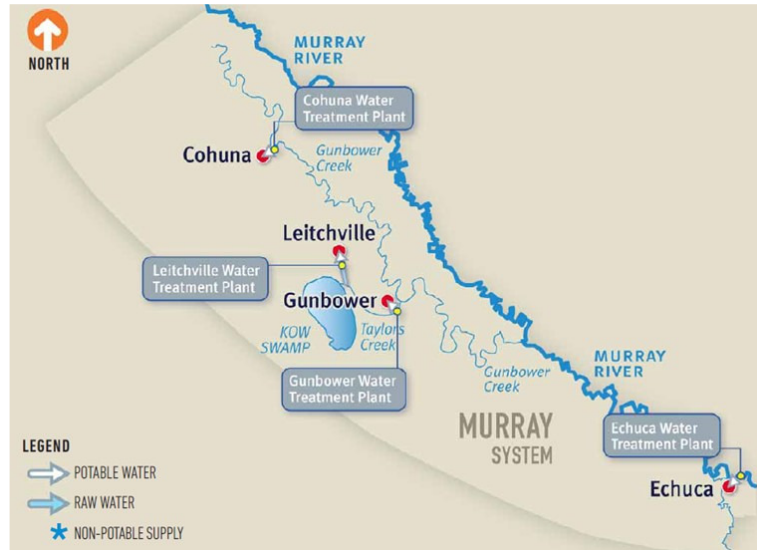 NORTH
MURRAY
RIVER
Cohuna Water
Treatment Plant
Cohuna
Gunbower
Creek
Leitchville
Leitchville Water
Treatment Plant
Gunbower
KOW
SWAMP
Taylors
Creek
Gunbower Water
Treatment Plant
Gunbower
Creek
MURRAY
RIVER
MURRAY
SYSTEM
Echuca Water
Treatment Plant
Echuca
LEGEND
POTABLE WATER
RAW WATER
NON-POTABLE SUPPLY